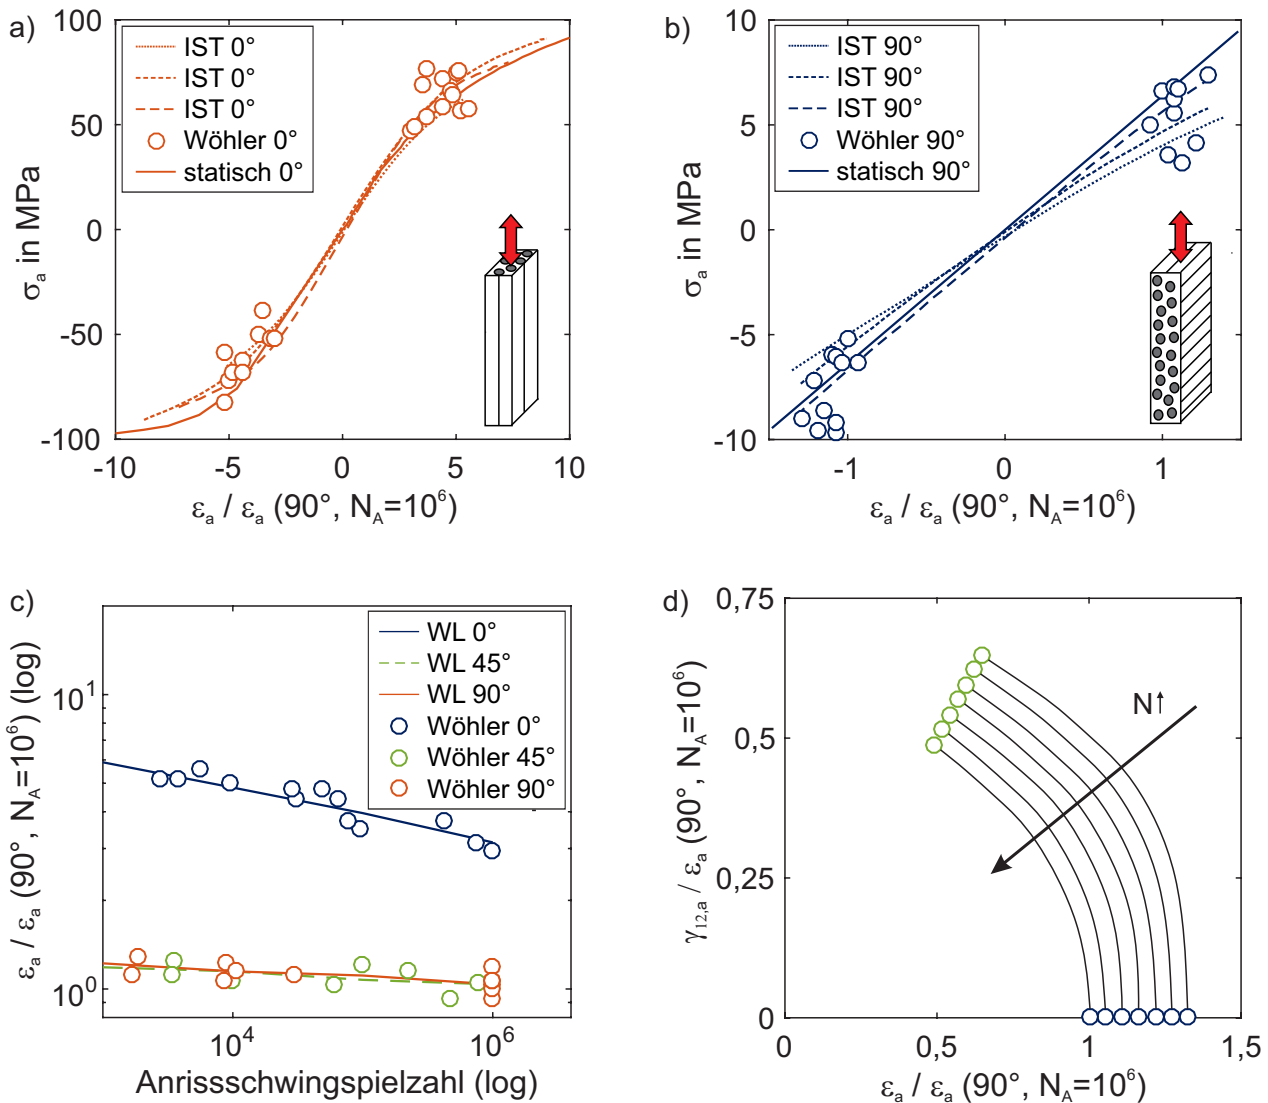 a)
σa in MPa
100
50
0
-50
-100
IST 0°
IST 0°
IST 0°
Wöhler 0°
statisch 0°
-10
-5
0
5
10
εa / εa (90°, NA=10^6)
b)
σa in MPa
10
5
0
-5
-10
IST 90°
IST 90°
IST 90°
Wöhler 90°
statisch 90°
-1
0
1
εa / εa (90°, NA=10^6)
c)
εa / εa (90°, NA=10^6) (log)
10^1
10^0
WL 0°
WL 45°
WL 90°
Wöhler 0°
Wöhler 45°
Wöhler 90°
10^4
10^6
Anrissschwingspielzahl (log)
d)
γ12,a / εa (90°, NA=10^6)
0,75
0,5
0,25
0
N↑
0
0,5
1
1,5
εa / εa (90°, NA=10^6)